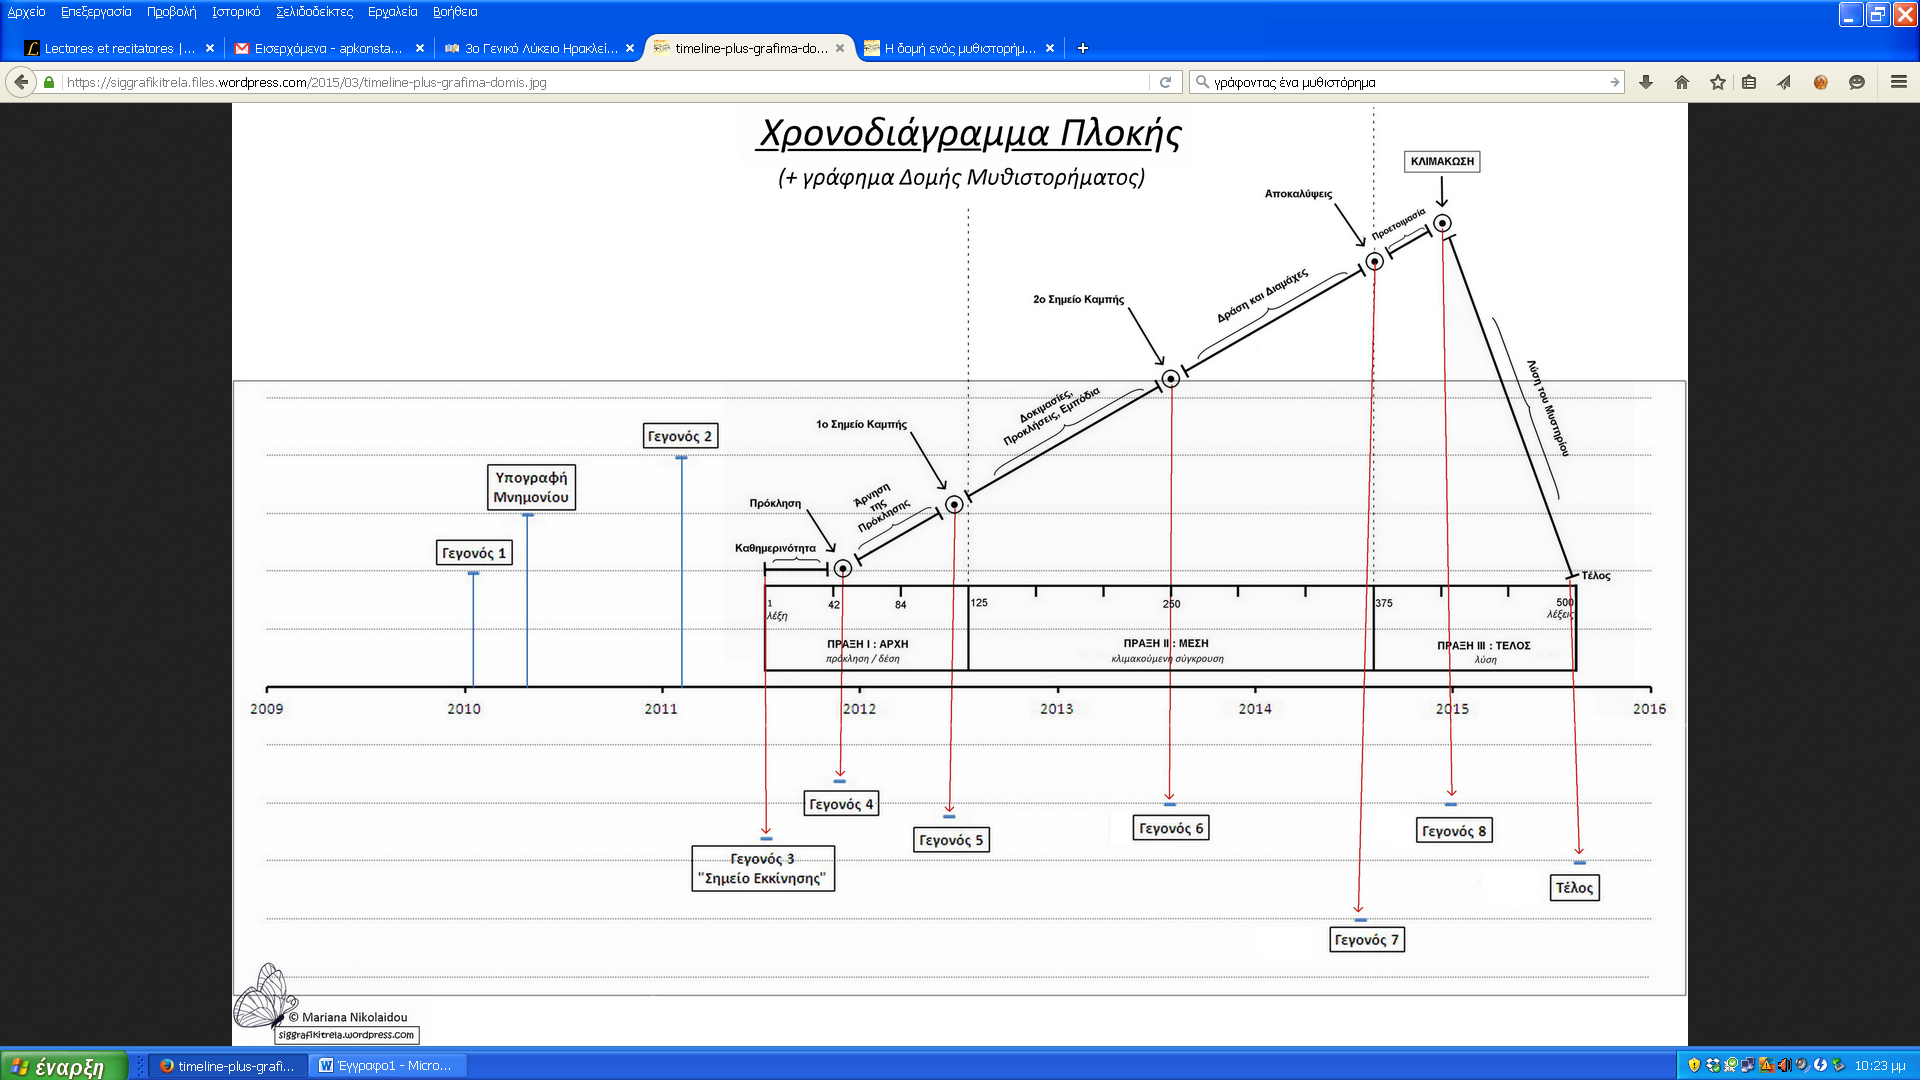 Αρχείο Επεξεργασία Προβολή Ιστορικό Σελιδοδείκτες Εργαλεία Βοήθεια
Lectores et recitatores |... Εισερχόμενα - apkonsta... 3ο Γενικό Λύκειο Ηρακλεί... timeline-plus-grafima-do... Η δομή ενός μυθιστορήμ...
https://siggrafikitrela.files.wordpress.com/2015/03/timeline-plus-grafima-domis.jpg
γράφοντας ένα μυθιστόρημα
Χρονοδιάγραμμα Πλοκής
(+ γράφημα Δομής Μυθιστορήματος)
ΚΛΙΜΑΚΩΣΗ
Αποκαλύψεις
Προετοιμασία
Δράση και Διαμάχες
2ο Σημείο Καμπής
Λύση του Μυστηρίου
Δοκιμασίες,
Προκλήσεις, Εμπόδια
1ο Σημείο Καμπής
Γεγονός 2
Υπογραφή
Μνημονίου
Άρνηση
της
Πρόκλησης
Πρόκληση
Γεγονός 1
Καθημερινότητα
Τέλος
1 42 84 125 250 375 500
λέξη λέξεις
ΠΡΑΞΗ Ι : ΑΡΧΗ ΠΡΑΞΗ ΙΙ : ΜΕΣΗ ΠΡΑΞΗ ΙΙΙ : ΤΕΛΟΣ
πρόκληση / δέση κλιμακούμενη σύγκρουση λύση
2009 2010 2011 2012 2013 2014 2015 2016
Γεγονός 4
Γεγονός 5
Γεγονός 6
Γεγονός 8
Γεγονός 3
"Σημείο Εκκίνησης"
Τέλος
Γεγονός 7
© Mariana Nikolaidou
siggrafikitrela.wordpress.com
έναρξη timeline-plus-grafi... Έγγραφο1 - Micro... 10:23 μμ